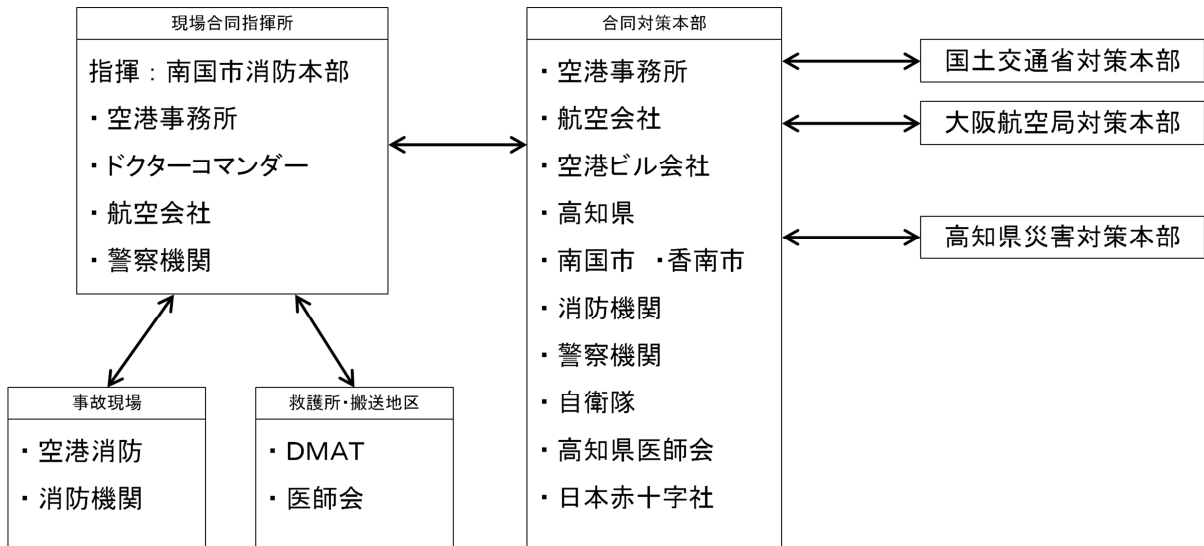 現場合同指揮所
指揮：南国市消防本部
・空港事務所
・ドクターコマンダー
・航空会社
・警察機関
合同対策本部
・空港事務所
・航空会社
・空港ビル会社
・高知県
・南国市　・香南市
・消防機関
・警察機関
・自衛隊
・高知県医師会
・日本赤十字社
国土交通省対策本部
大阪航空局対策本部
高知県災害対策本部
事故現場
・空港消防
・消防機関
救護所・搬送地区
・DMAT
・医師会